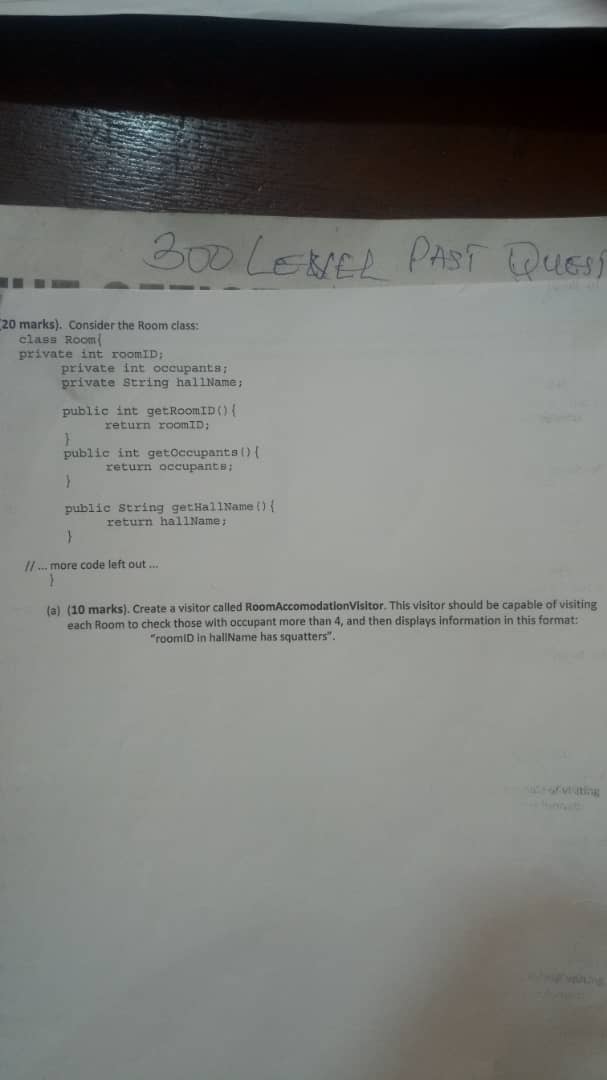 300 LEVEL PAST QUEST
20 marks). Consider the Room class:
class Room{
private int roomID;
private int occupants;
private String hallName;
public int getRoomID(){
return roomID;
}
public int getOccupants(){
return occupants;
}
public String getHallName(){
return hallName;
}
// ... more code left out ...
}
(a) (10 marks). Create a visitor called RoomAccomodationVisitor. This visitor should be capable of visiting
each Room to check those with occupant more than 4, and then displays information in this format:
"roomID in hallName has squatters".
of visiting